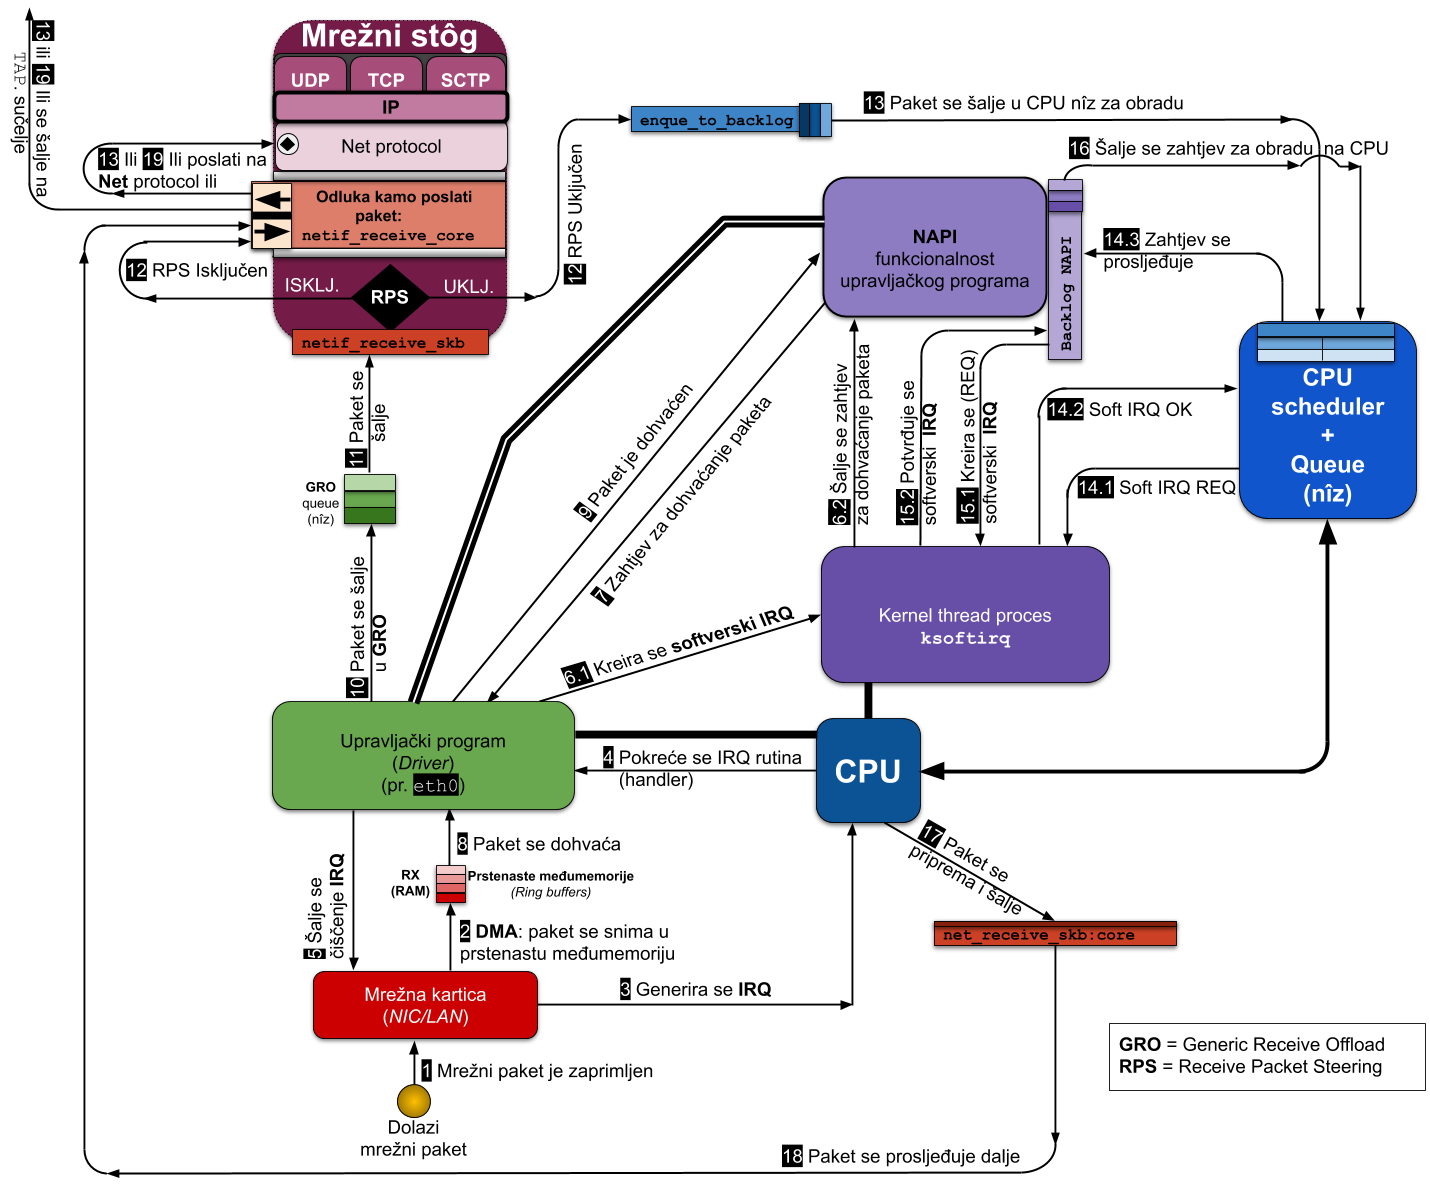 Mrežni stôg
UDP
TCP
SCTP
IP
Net protocol
Odluka kamo poslati
paket:
netif_receive_core
ISKLJ.
RPS
UKLJ.
netif_receive_skb
13 ili 19 Ili se šalje na
TAP. sučelje
13 Ili 19 Ili poslati na
Net protocol ili
12 RPS Isključen
12 RPS Uključen
enque_to_backlog
13 Paket se šalje u CPU nîz za obradu
16 Šalje se zahtjev za obradu na CPU
NAPI
funkcionalnost
upravljačkog programa
Backlog NAPI
14.3 Zahtjev se
prosljeđuje
CPU
scheduler
+
Queue
(nîz)
14.2 Soft IRQ OK
14.1 Soft IRQ REQ
6.2 Šalje se zahtjev
za dohvaćanje paketa
15.2 Potvrđuje se
softverski IRQ
15.1 Kreira se (REQ)
softverski IRQ
11 Paket se
šalje
GRO
queue
(nîz)
10 Paket se šalje
u GRO
9 Paket je dohvaćen
7 Zahtjev za dohvaćanje paketa
6.1 Kreira se softverski IRQ
Kernel thread proces
ksoftirq
Upravljački program
(Driver)
(pr. eth0)
4 Pokreće se IRQ rutina
(handler)
CPU
8 Paket se dohvaća
RX
(RAM)
Prstenaste međumemorije
(Ring buffers)
5 Šalje se
čišćenje IRQ
2 DMA: paket se snima u
prstenastu međumemoriju
17 Paket se
priprema i šalje
net_receive_skb:core
Mrežna kartica
(NIC/LAN)
3 Generira se IRQ
1 Mrežni paket je zaprimljen
Dolazi
mrežni paket
GRO = Generic Receive Offload
RPS = Receive Packet Steering
18 Paket se prosljeđuje dalje